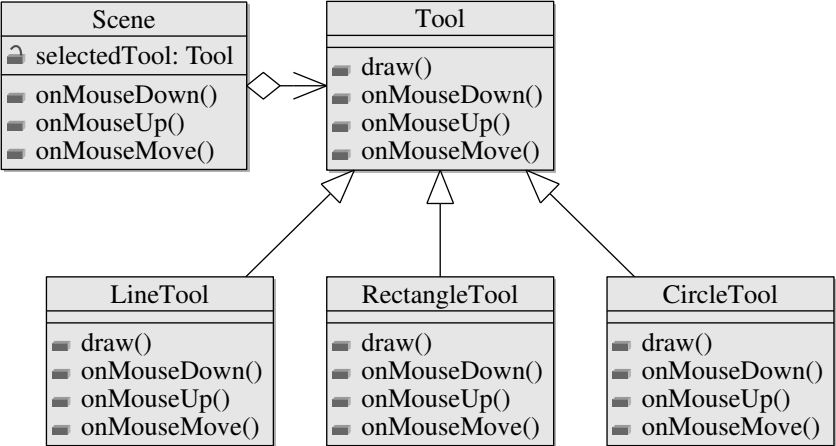 Scene
selectedTool: Tool
onMouseDown()
onMouseUp()
onMouseMove()
Tool
draw()
onMouseDown()
onMouseUp()
onMouseMove()
LineTool
draw()
onMouseDown()
onMouseUp()
onMouseMove()
RectangleTool
draw()
onMouseDown()
onMouseUp()
onMouseMove()
CircleTool
draw()
onMouseDown()
onMouseUp()
onMouseMove()